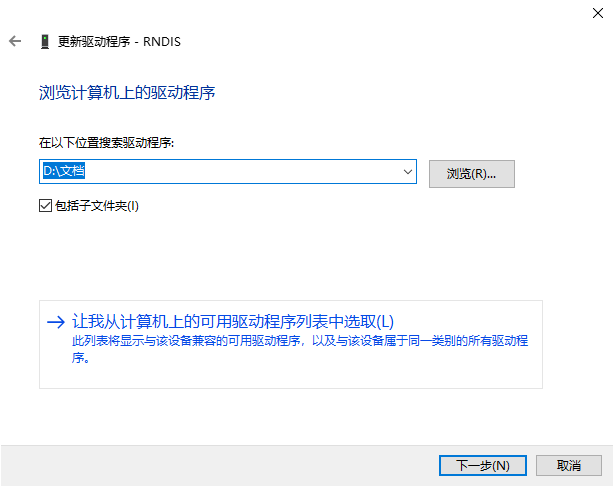 更新驱动程序 - RNDIS
浏览计算机上的驱动程序
在以下位置搜索驱动程序:
D:\文档
浏览(R)...
包括子文件夹(I)
让我从计算机上的可用驱动程序列表中选取(L)
此列表将显示与该设备兼容的可用驱动程序，以及与该设备属于同一类别的所有驱动程
序。
下一步(N)
取消